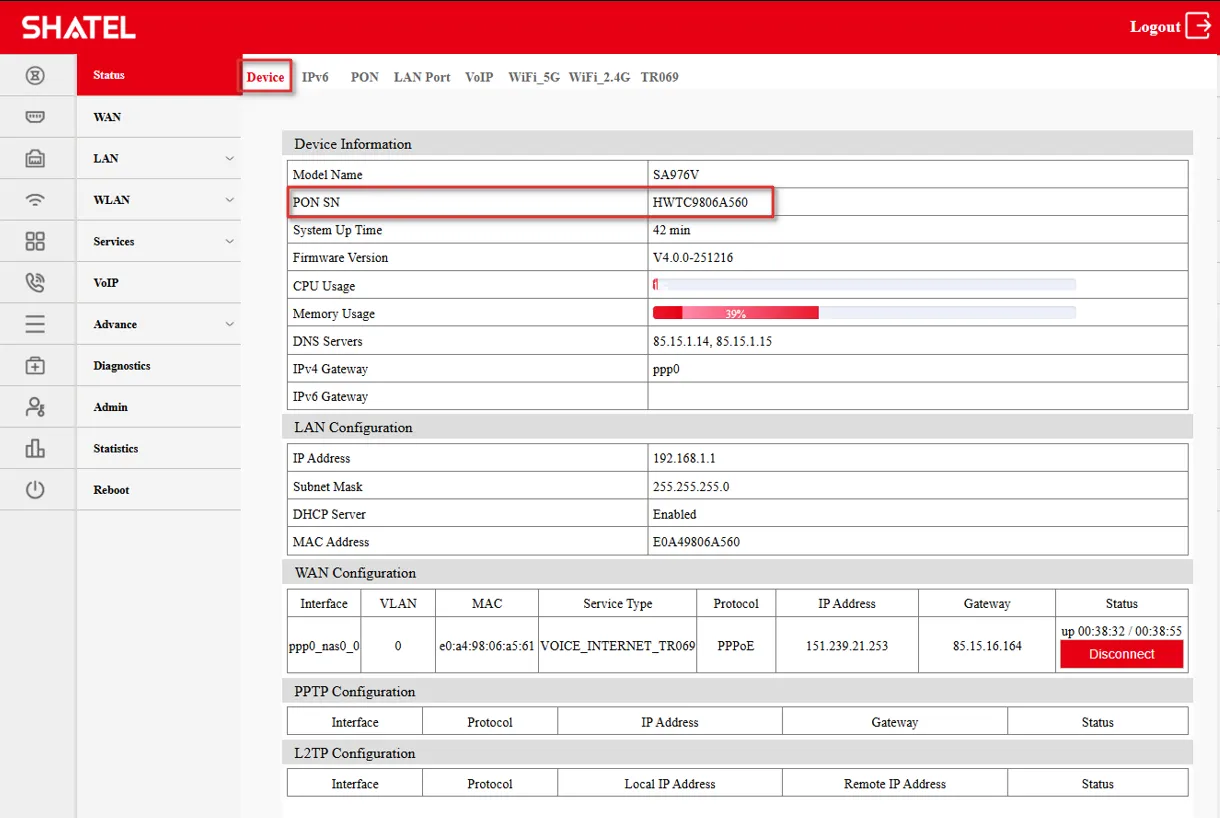 SHATEL
Logout
Status
Device IPv6 PON LAN Port VoIP WiFi_5G WiFi_2.4G TR069
WAN
LAN
WLAN
Services
VoIP
Advance
Diagnostics
Admin
Statistics
Reboot
Device Information
Model Name SA976V
PON SN HWTC9806A560
System Up Time 42 min
Firmware Version V4.0.0-251216
CPU Usage
Memory Usage 39%
DNS Servers 85.15.1.14, 85.15.1.15
IPv4 Gateway ppp0
IPv6 Gateway
LAN Configuration
IP Address 192.168.1.1
Subnet Mask 255.255.255.0
DHCP Server Enabled
MAC Address E0A49806A560
WAN Configuration
Interface VLAN MAC Service Type Protocol IP Address Gateway Status
ppp0_nas0_0 0 e0:a4:98:06:a5:61 VOICE_INTERNET_TR069 PPPoE 151.239.21.253 85.15.16.164 up 00:38:32 / 00:38:55
Disconnect
PPTP Configuration
Interface Protocol IP Address Gateway Status
L2TP Configuration
Interface Protocol Local IP Address Remote IP Address Status